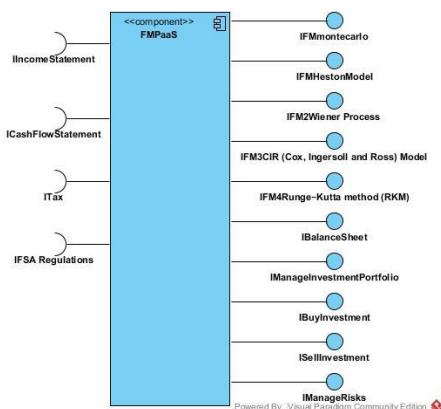 <<component>>
FMPaaS
IIncomeStatement
ICashFlowStatement
ITax
IFSA Regulations
IFMmontecarlo
IFMHestonModel
IFM2Wiener Process
IFM3CIR (Cox, Ingersoll and Ross) Model
IFM4Runge–Kutta method (RKM)
IBalanceSheet
IManageInvestmentPortfolio
IBuyInvestment
ISellInvestment
IManageRisks
Powered By Visual Paradigm Community Edition